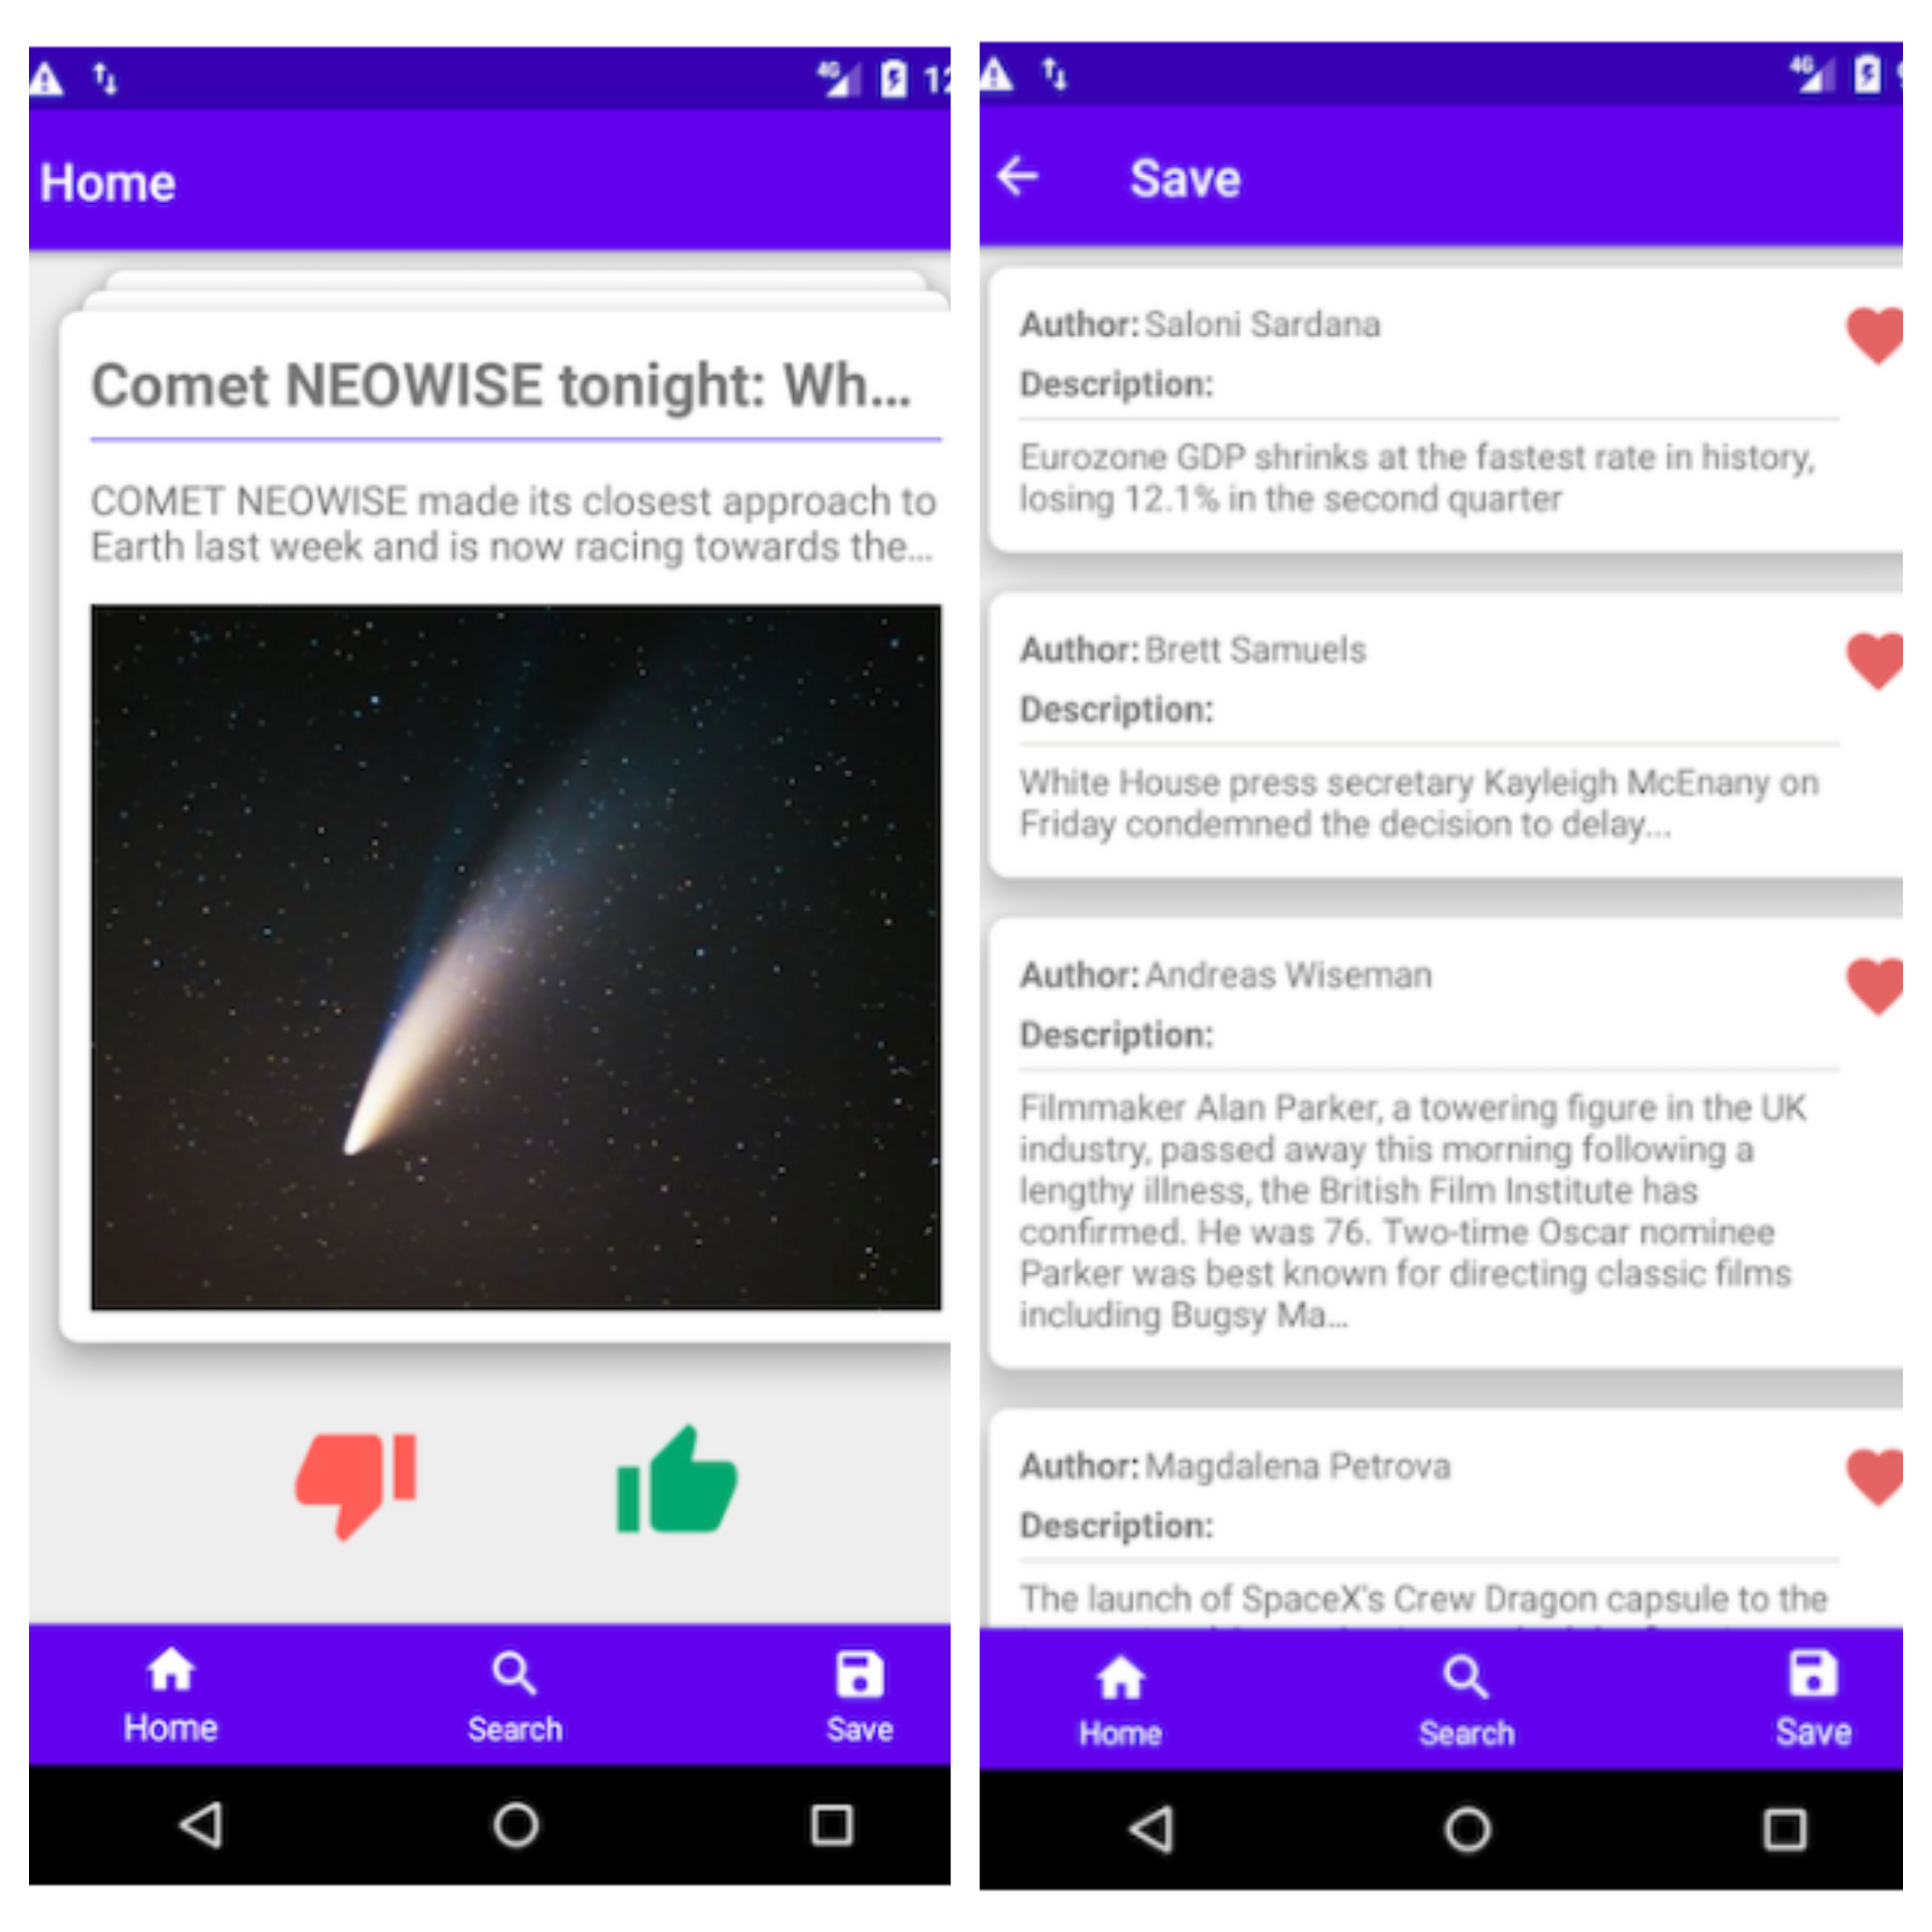 4G
Home
Comet NEOWISE tonight: Wh...
COMET NEOWISE made its closest approach to
Earth last week and is now racing towards the...
Home
Search
Save
4G
Save
Author: Saloni Sardana
Description:
Eurozone GDP shrinks at the fastest rate in history,
losing 12.1% in the second quarter
Author: Brett Samuels
Description:
White House press secretary Kayleigh McEnany on
Friday condemned the decision to delay...
Author: Andreas Wiseman
Description:
Filmmaker Alan Parker, a towering figure in the UK
industry, passed away this morning following a
lengthy illness, the British Film Institute has
confirmed. He was 76. Two-time Oscar nominee
Parker was best known for directing classic films
including Bugsy Ma...
Author: Magdalena Petrova
Description:
The launch of SpaceX's Crew Dragon capsule to the
Home
Search
Save